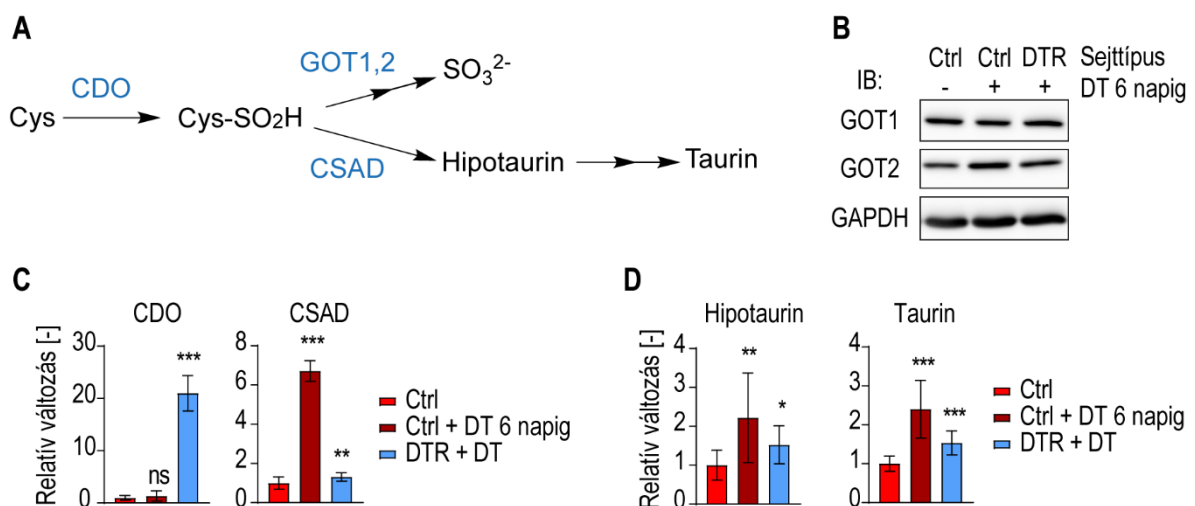 A
Cys
CDO
Cys-SO₂H
GOT1,2
SO₃²⁻
CSAD
Hipotaurin
Taurin
B
Ctrl Ctrl DTR Sejttípus
IB: - + + DT 6 napig
GOT1
GOT2
GAPDH
C
Relatív változás [-]
CDO
30
20
10
0
ns
***
CSAD
8
6
4
2
0
***
**
Ctrl
Ctrl + DT 6 napig
DTR + DT
D
Relatív változás [-]
Hipotaurin
4
3
2
1
0
**
*
Taurin
4
3
2
1
0
***
***
Ctrl
Ctrl + DT 6 napig
DTR + DT